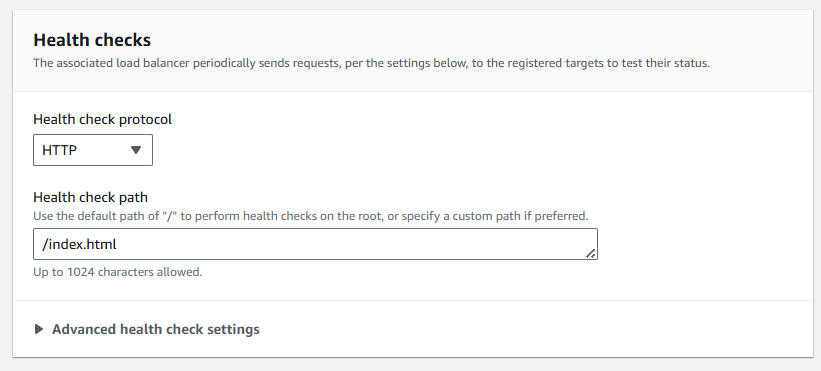 Health checks
The associated load balancer periodically sends requests, per the settings below, to the registered targets to test their status.
Health check protocol
HTTP
Health check path
Use the default path of "/" to perform health checks on the root, or specify a custom path if preferred.
/index.html
Up to 1024 characters allowed.
Advanced health check settings